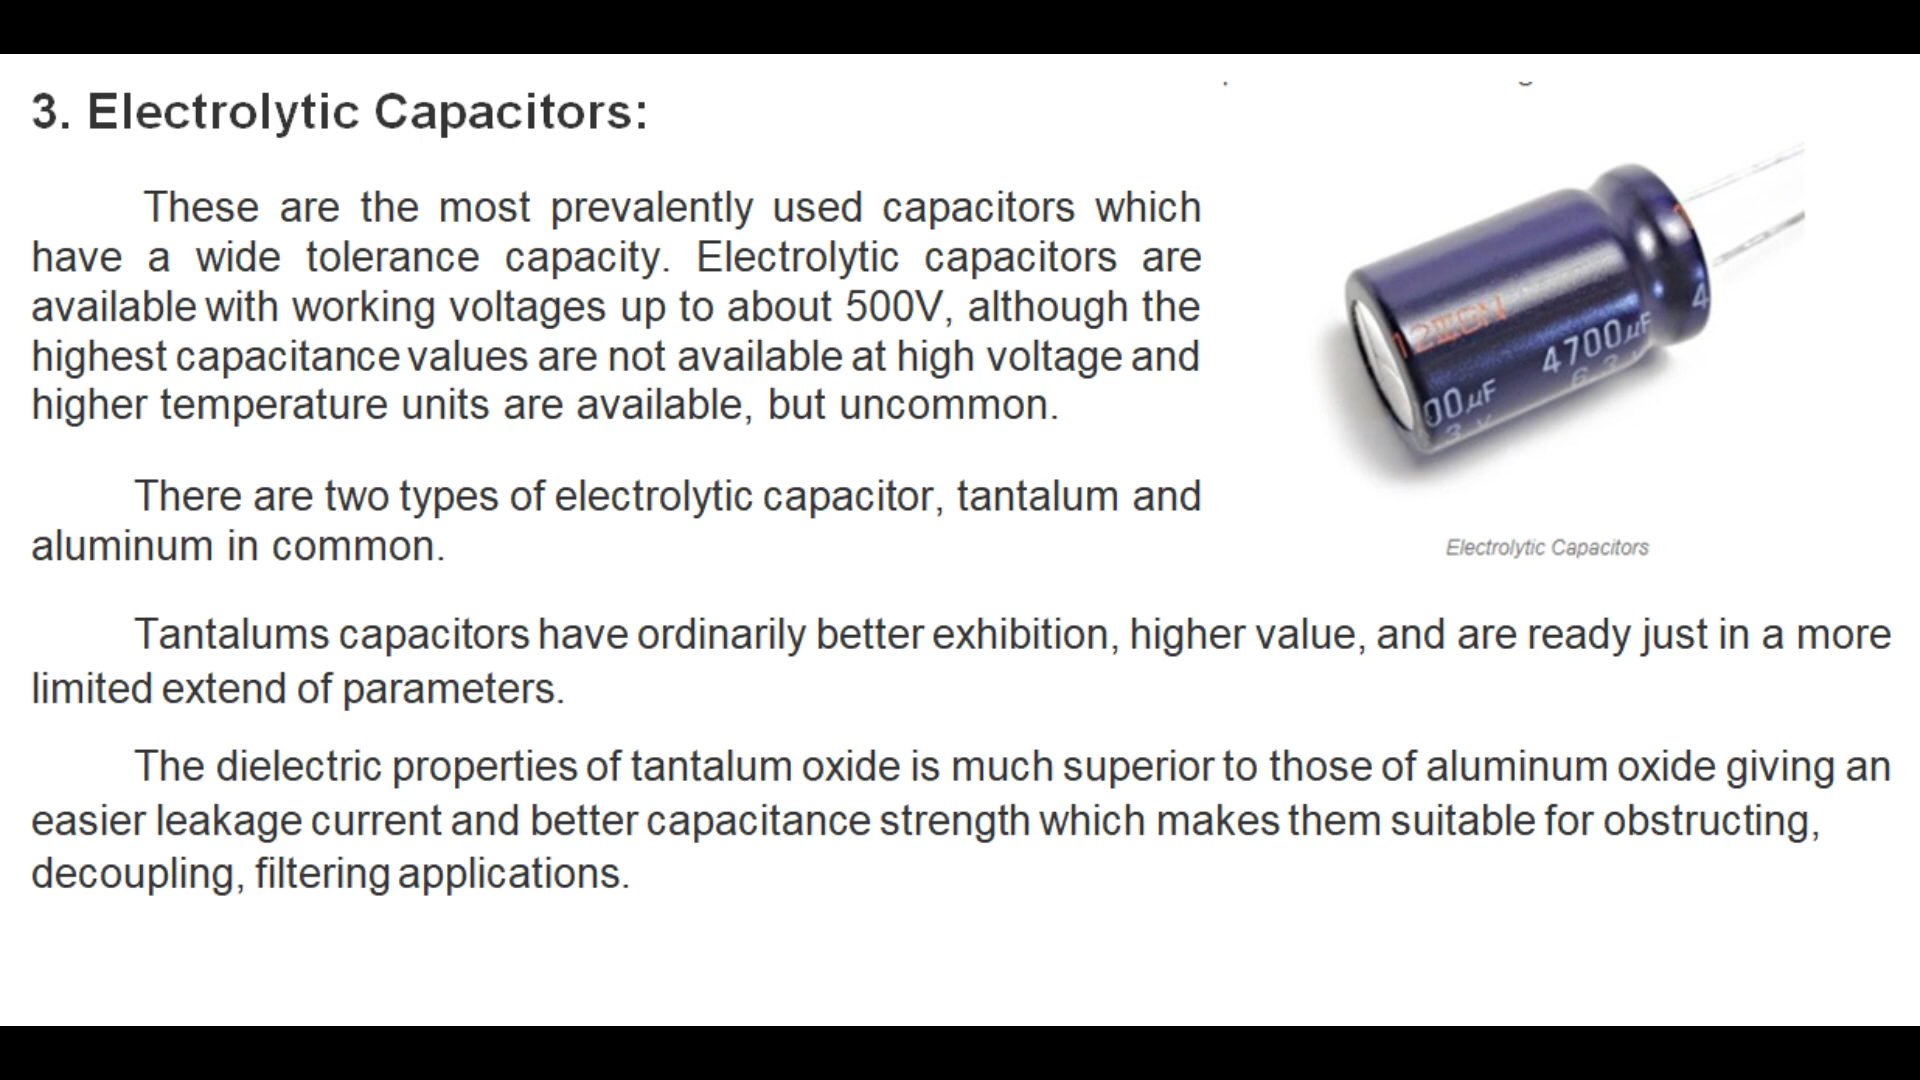 3. Electrolytic Capacitors:
These are the most prevalently used capacitors which
have a wide tolerance capacity. Electrolytic capacitors are
available with working voltages up to about 500V, although the
highest capacitance values are not available at high voltage and
higher temperature units are available, but uncommon.
There are two types of electrolytic capacitor, tantalum and
aluminum in common.
4700µF
00µF
Electrolytic Capacitors
Tantalums capacitors have ordinarily better exhibition, higher value, and are ready just in a more
limited extend of parameters.
The dielectric properties of tantalum oxide is much superior to those of aluminum oxide giving an
easier leakage current and better capacitance strength which makes them suitable for obstructing,
decoupling, filtering applications.